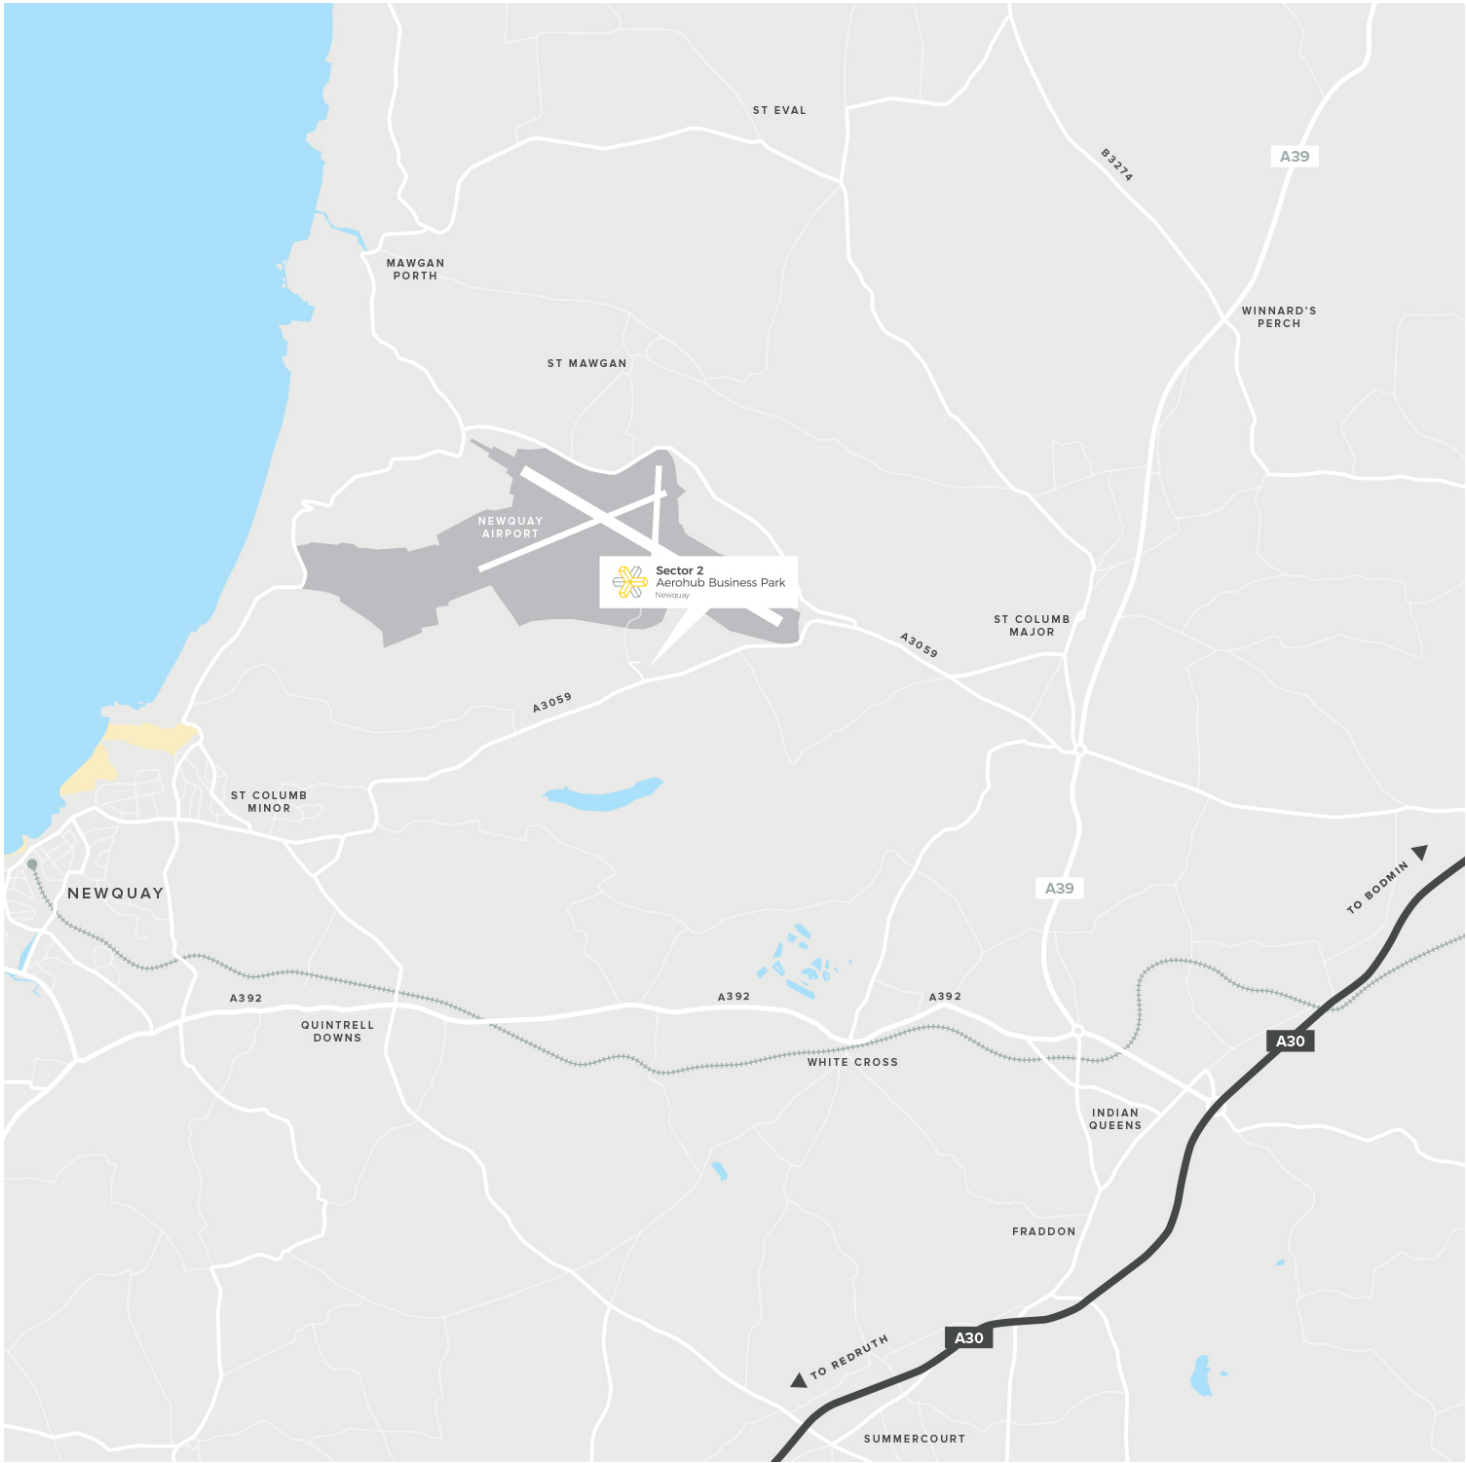 ST EVAL
B3274
A39
MAWGAN
PORTH
WINNARD'S
PERCH
ST MAWGAN
NEWQUAY
AIRPORT
Sector 2
Aerohub Business Park
Newquay
ST COLUMB
MAJOR
A3059
A3059
ST COLUMB
MINOR
NEWQUAY
A39
TO BODMIN
A392
A392
A392
QUINTRELL
DOWNS
A30
WHITE CROSS
INDIAN
QUEENS
FRADDON
A30
TO REDRUTH
SUMMERCOURT